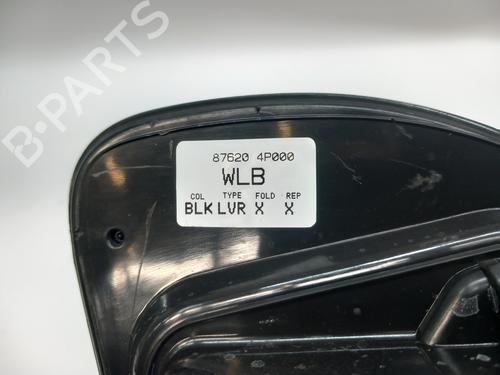 B-PARTS
87620 4P000
WLB
COL TYPE FOLD REP
BLK LVR X X